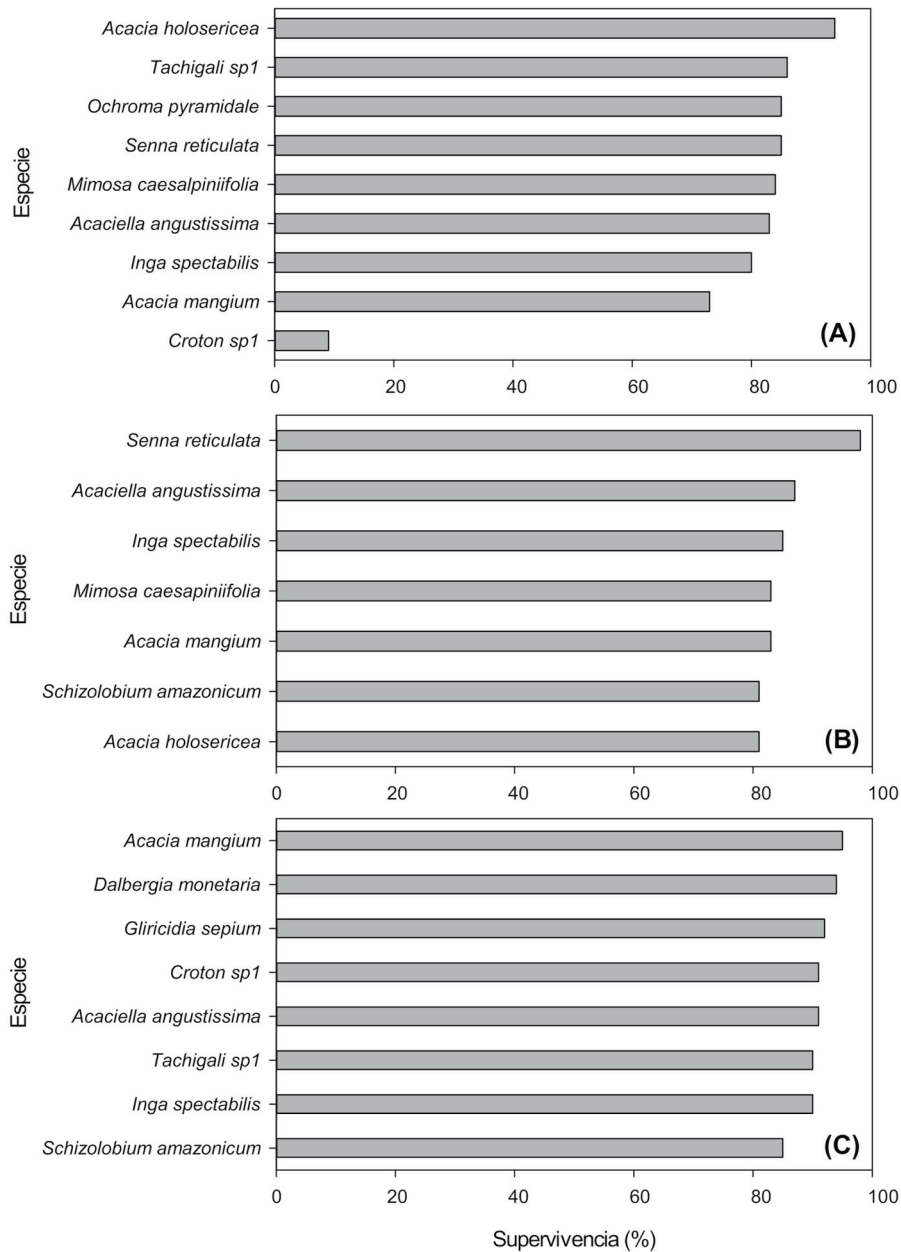 Especie
Acacia holosericea
Tachigali sp1
Ochroma pyramidale
Senna reticulata
Mimosa caesalpiniifolia
Acaciella angustissima
Inga spectabilis
Acacia mangium
Croton sp1
(A)
0 20 40 60 80 100
Especie
Senna reticulata
Acaciella angustissima
Inga spectabilis
Mimosa caesapiniifolia
Acacia mangium
Schizolobium amazonicum
Acacia holosericea
(B)
0 20 40 60 80 100
Especie
Acacia mangium
Dalbergia monetaria
Gliricidia sepium
Croton sp1
Acaciella angustissima
Tachigali sp1
Inga spectabilis
Schizolobium amazonicum
(C)
0 20 40 60 80 100
Supervivencia (%)